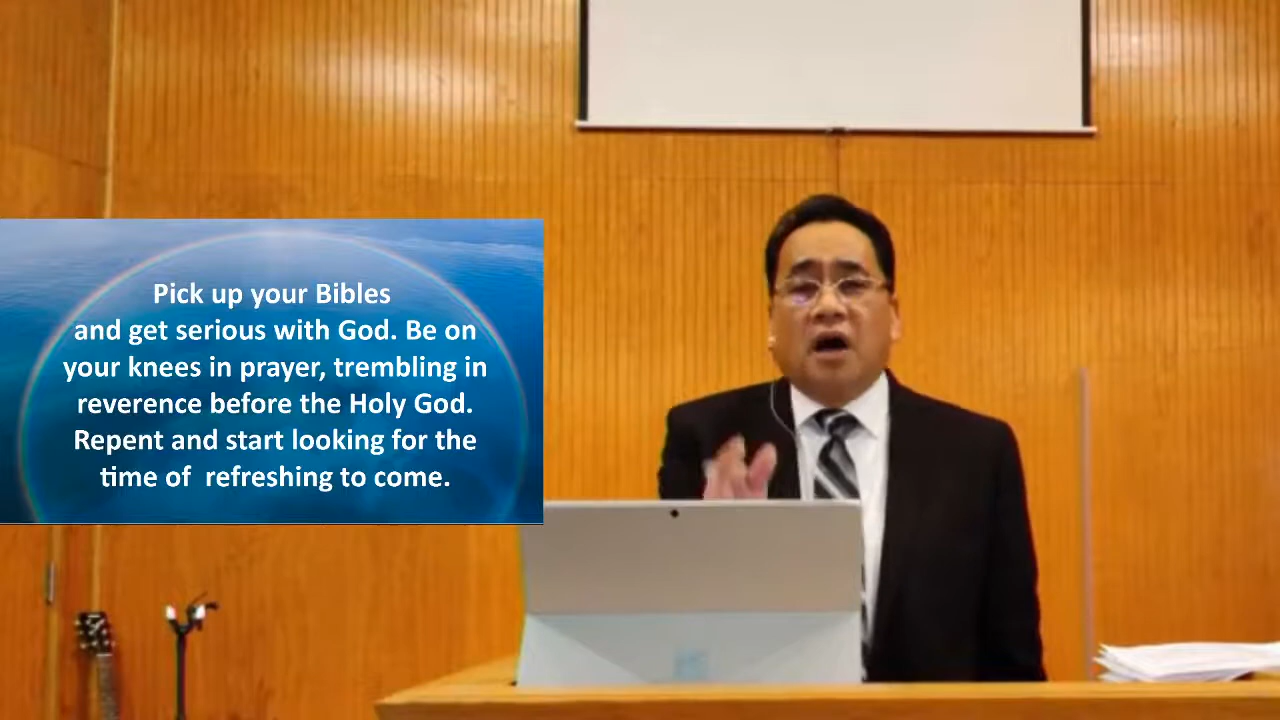 Pick up your Bibles
and get serious with God. Be on
your knees in prayer, trembling in
reverence before the Holy God.
Repent and start looking for the
time of refreshing to come.